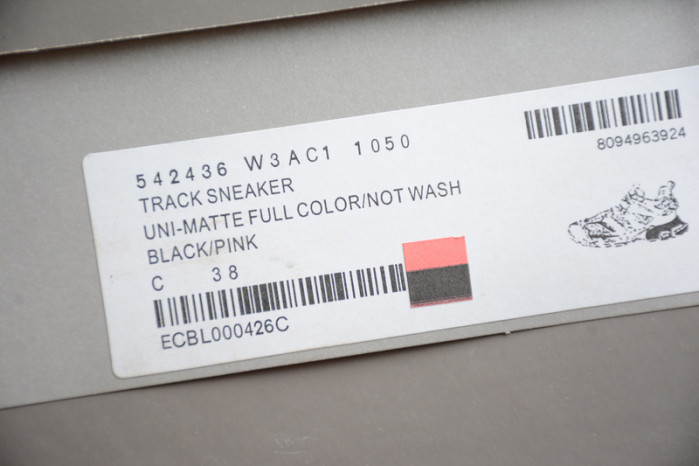 542436 W3AC1 1050
TRACK SNEAKER
UNI-MATTE FULL COLOR/NOT WASH
BLACK/PINK
C 38
ECBL000426C
8094963924